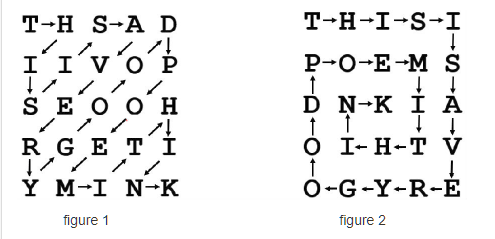 T H S A D
I I V O P
S E O O H
R G E T I
Y M I N K
figure 1
T H I S I
P O E M S
D N K I A
O I H T V
O G Y R E
figure 2